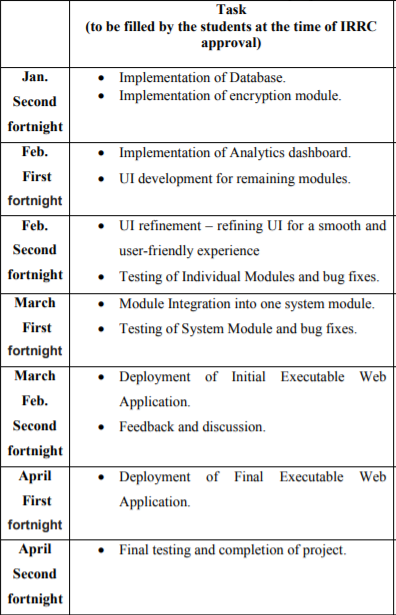 Task
(to be filled by the students at the time of IRRC
approval)
Jan.
Second
fortnight
• Implementation of Database.
• Implementation of encryption module.
Feb.
First
fortnight
• Implementation of Analytics dashboard.
• UI development for remaining modules.
Feb.
Second
fortnight
• UI refinement – refining UI for a smooth and
user-friendly experience
• Testing of Individual Modules and bug fixes.
March
First
fortnight
• Module Integration into one system module.
• Testing of System Module and bug fixes.
March
Feb.
Second
fortnight
• Deployment of Initial Executable Web
Application.
• Feedback and discussion.
April
First
fortnight
• Deployment of Final Executable Web
Application.
April
Second
fortnight
• Final testing and completion of project.